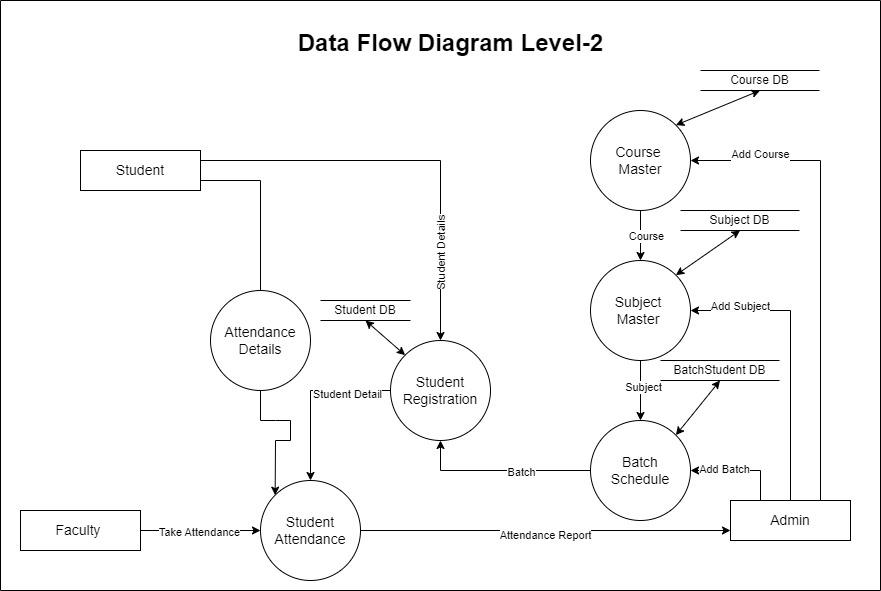 Data Flow Diagram Level-2
Course DB
Course
Master
Add Course
Student
Student Details
Subject DB
Course
Student DB
Subject
Master
Add Subject
Attendance
Details
Student
Registration
Student Detail
BatchStudent DB
Subject
Batch
Batch
Schedule
Add Batch
Faculty
Take Attendance
Student
Attendance
Attendance Report
Admin